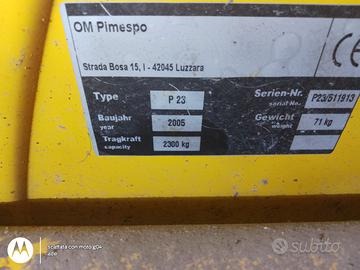 OM Pimespo
Strada Bosa 15, I - 42045 Luzzara
CE
Type P 23 Serien-Nr. P23/511913
serial No.
Baujahr 2005 Gewicht 71 kg
year weight
Tragkraft 2300 kg
capacity
scattata con moto g04
ade
subito